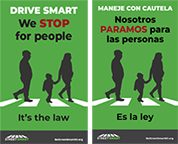 DRIVE SMART
We STOP
for people
It's the law
MANEJE CON CAUTELA
Nosotros
PARAMOS para
las personas
Es la ley